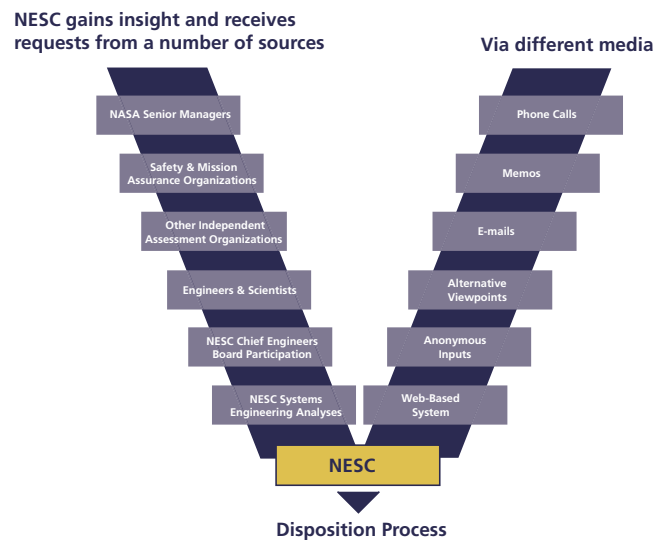 NESC gains insight and receives
requests from a number of sources
NASA Senior Managers
Safety & Mission
Assurance Organizations
Other Independent
Assessment Organizations
Engineers & Scientists
NESC Chief Engineers
Board Participation
NESC Systems
Engineering Analyses
Via different media
Phone Calls
Memos
E-mails
Alternative
Viewpoints
Anonymous
Inputs
Web-Based
System
NESC
Disposition Process